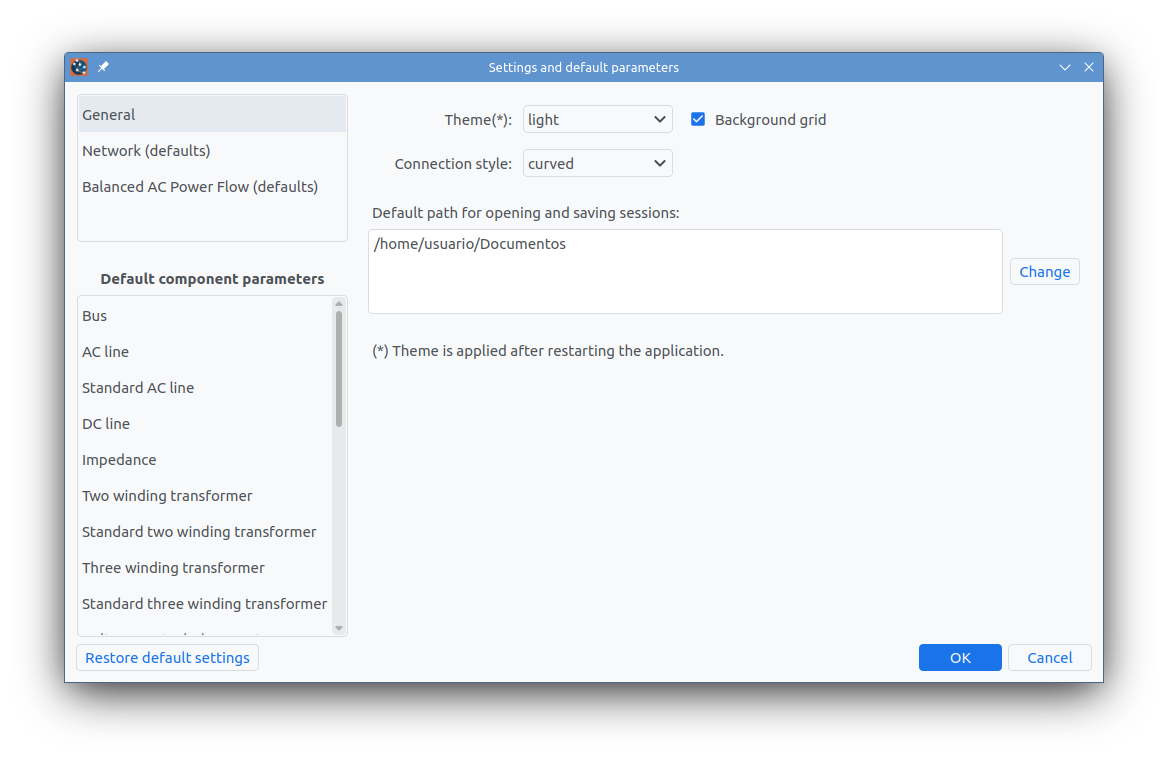 Settings and default parameters
General
Network (defaults)
Balanced AC Power Flow (defaults)
Default component parameters
Bus
AC line
Standard AC line
DC line
Impedance
Two winding transformer
Standard two winding transformer
Three winding transformer
Standard three winding transformer
Restore default settings
Theme(*): light Background grid
Connection style: curved
Default path for opening and saving sessions:
/home/usuario/Documentos
Change
(*) Theme is applied after restarting the application.
OK Cancel